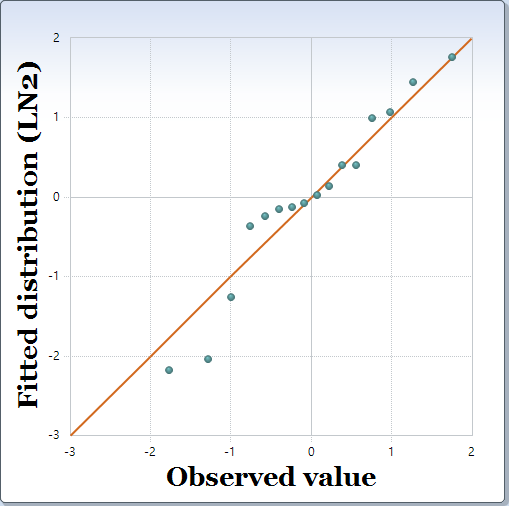 Fitted distribution (LN2)
2
1
0
-1
-2
-3
-3 -2 -1 0 1 2
Observed value